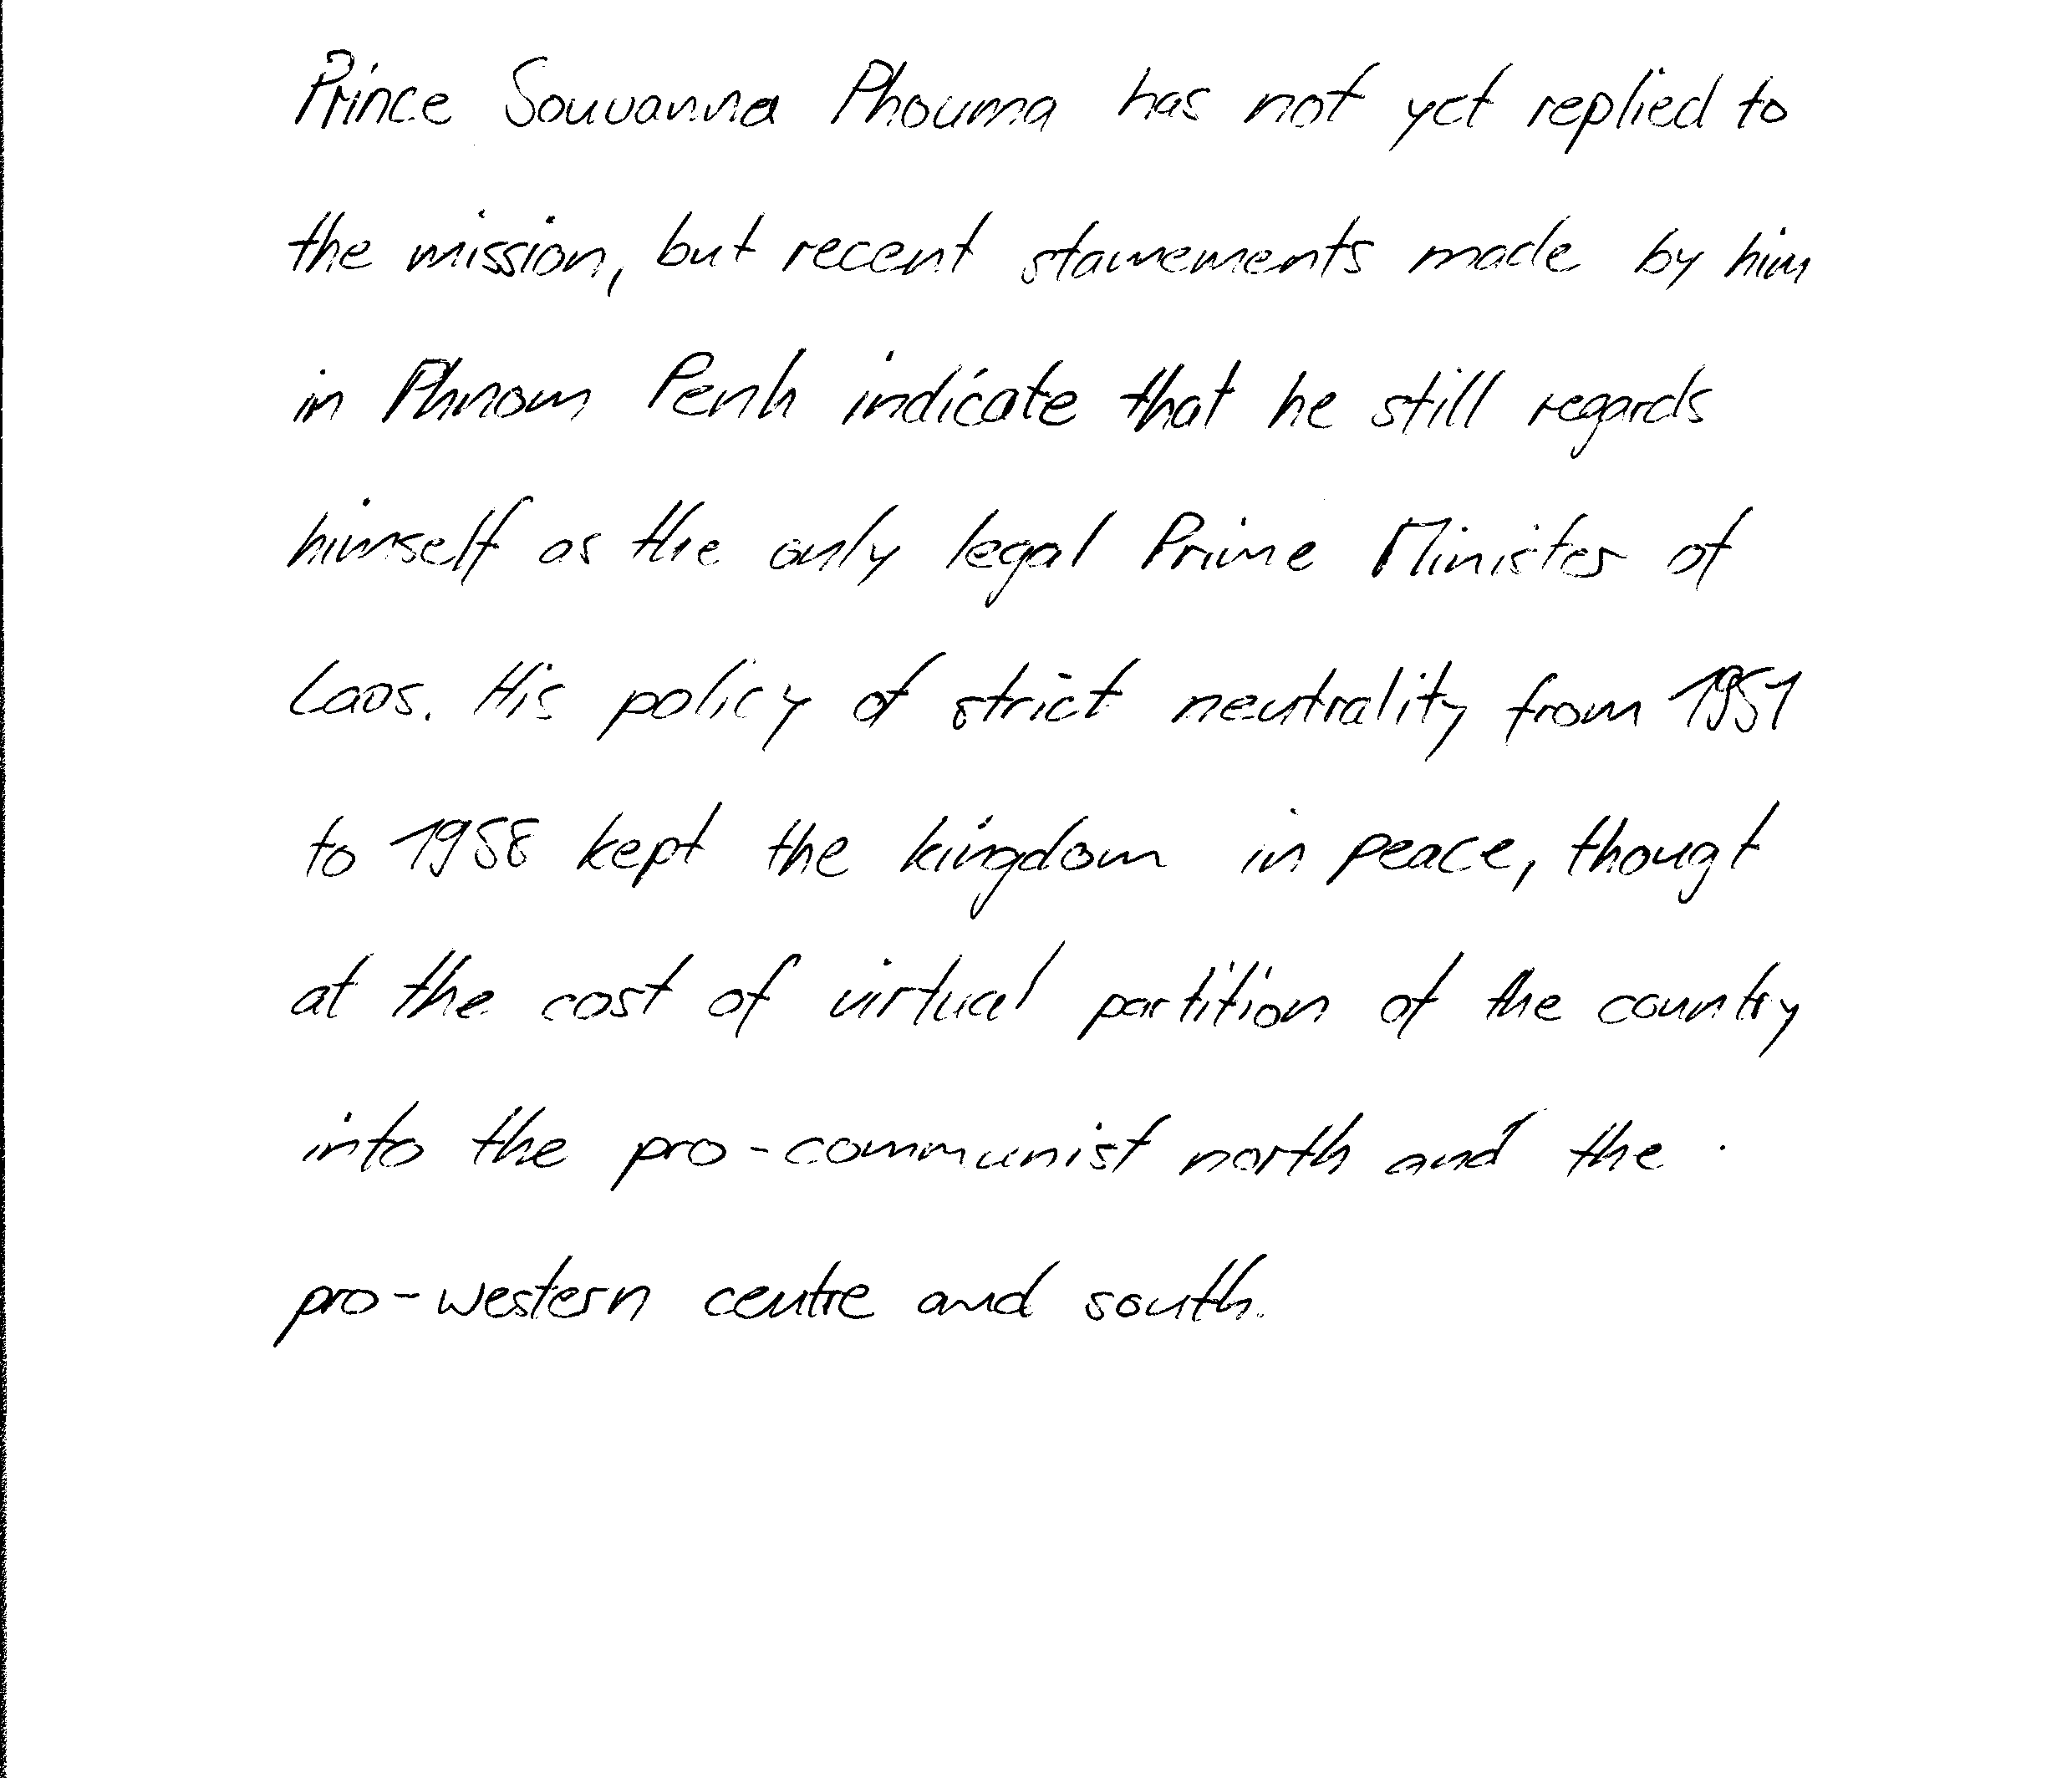 Prince Souvanna Phouma has not yet replied to
the mission, but recent stawements made by him
in Phnom Penh indicate that he still regards
himself as the only legal Prime Minister of
Laos. His policy of strict neutrality from 1951
to 1958 kept the kingdom in peace, thougt
at the cost of virtual partition of the country
into the pro-communist north and the
pro-western centre and south.